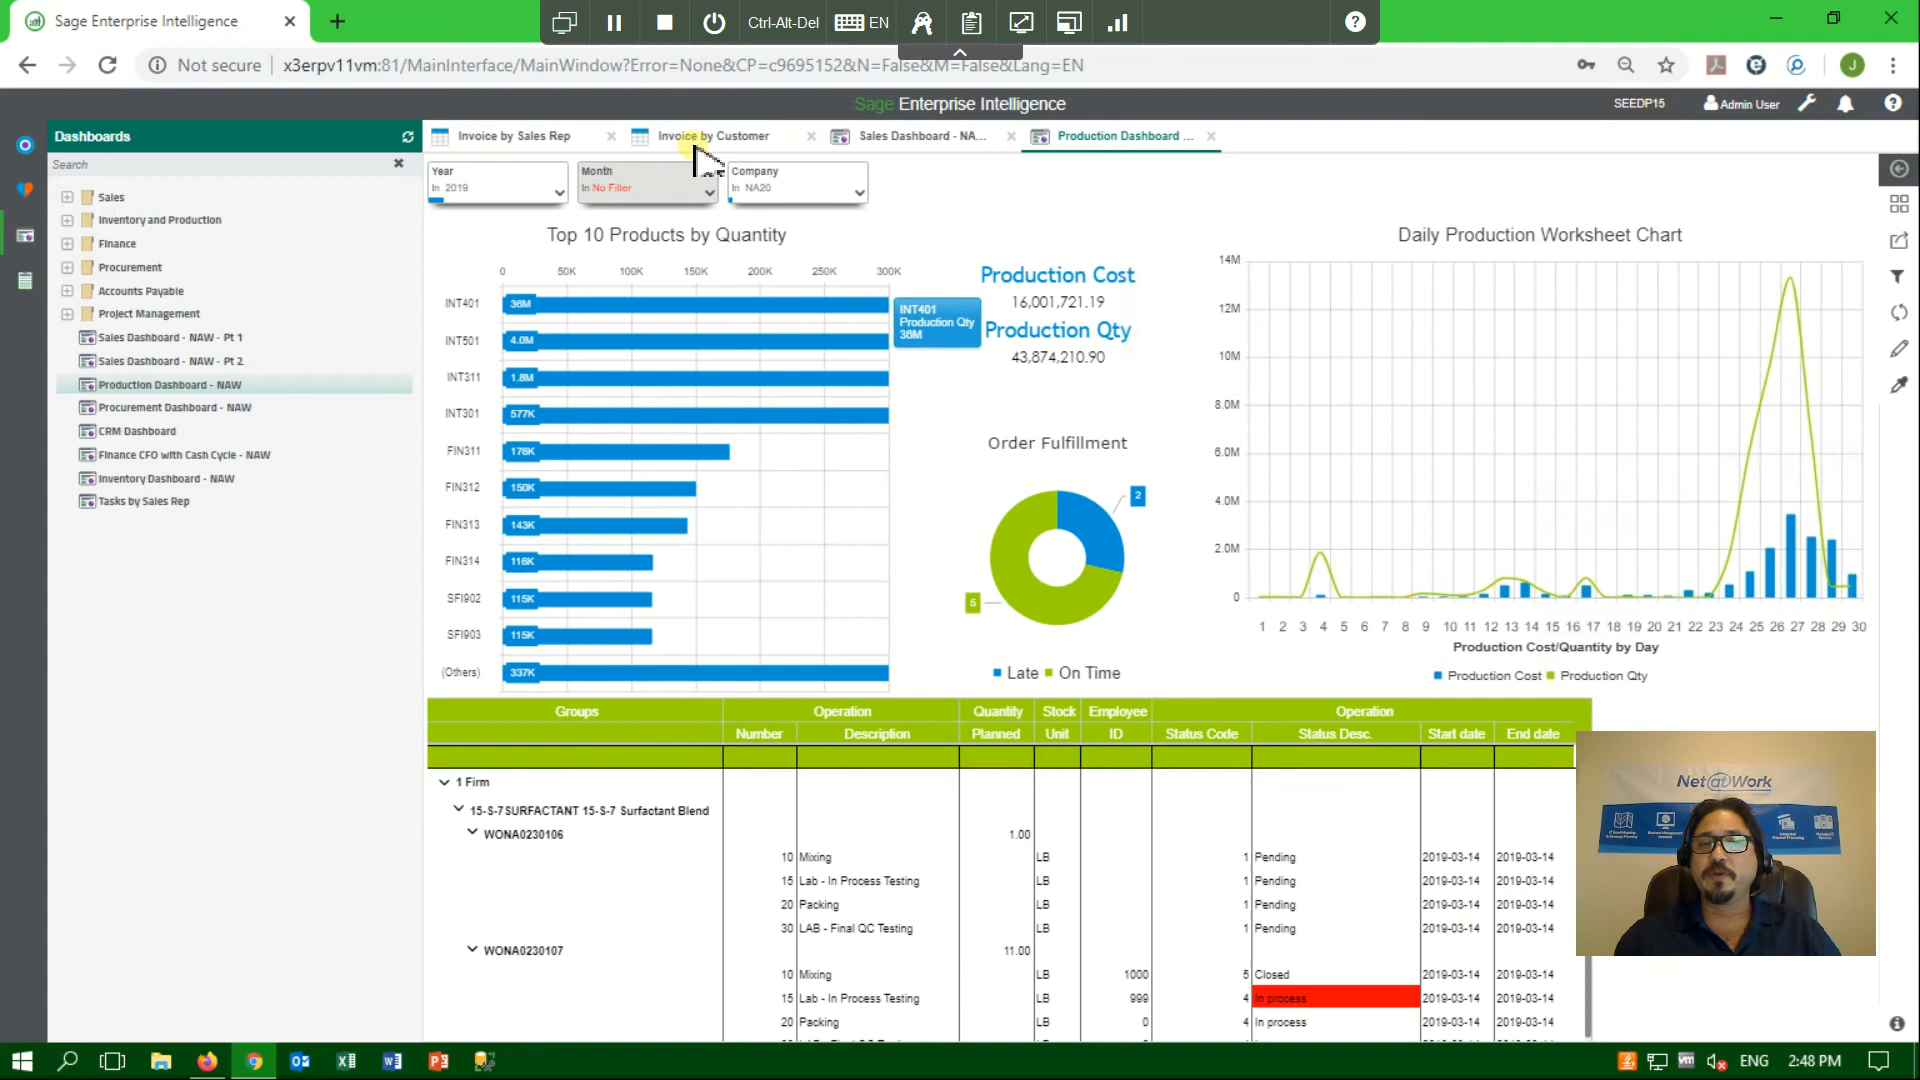 Sage Enterprise Intelligence
Ctrl-Alt-Del
EN
Not secure
x3erpv11vm:81/MainInterface/MainWindow?Error=None&CP=c9695152&N=False&M=False&Lang=EN
J
Sage Enterprise Intelligence
SEEDP15
Admin User
Dashboards
Search
Sales
Inventory and Production
Finance
Procurement
Accounts Payable
Project Management
Sales Dashboard - NAW - Pt 1
Sales Dashboard - NAW - Pt 2
Production Dashboard - NAW
Procurement Dashboard - NAW
CRM Dashboard
Finance CFO with Cash Cycle - NAW
Inventory Dashboard - NAW
Tasks by Sales Rep
Invoice by Sales Rep
Invoice by Customer
Sales Dashboard - NA...
Production Dashboard ...
Year
In 2019
Month
In No Filter
Company
In NA20
Top 10 Products by Quantity
0 50K 100K 150K 200K 250K 300K
INT401 36M
INT501 4.0M
INT311 1.8M
INT301 577K
FIN311 176K
FIN312 150K
FIN313 143K
FIN314 116K
SFI902 115K
SFI903 115K
(Others) 337K
INT401
Production Qty
36M
Production Cost
16,001,721.19
Production Qty
43,874,210.90
Order Fulfillment
2
5
Late On Time
Daily Production Worksheet Chart
14M
12M
10M
8.0M
6.0M
4.0M
2.0M
0
1 2 3 4 5 6 7 8 9 10 11 12 13 14 15 16 17 18 19 20 21 22 23 24 25 26 27 28 29 30
Production Cost/Quantity by Day
Production Cost Production Qty
Groups Operation Quantity Stock Employee Operation
Number Description Planned Unit ID Status Code Status Desc. Start date End date
1 Firm
15-S-7SURFACTANT 15-S-7 Surfactant Blend
WONA0230106 1.00
10 Mixing LB 1 Pending 2019-03-14 2019-03-14
15 Lab - In Process Testing LB 1 Pending 2019-03-14 2019-03-14
20 Packing LB 1 Pending 2019-03-14 2019-03-14
30 LAB - Final QC Testing LB 1 Pending 2019-03-14 2019-03-14
WONA0230107 11.00
10 Mixing LB 1000 5 Closed 2019-03-14 2019-03-14
15 Lab - In Process Testing LB 999 4 In process 2019-03-14 2019-03-14
20 Packing LB 0 4 In process 2019-03-14 2019-03-14
Net@Work
ENG
2:48 PM